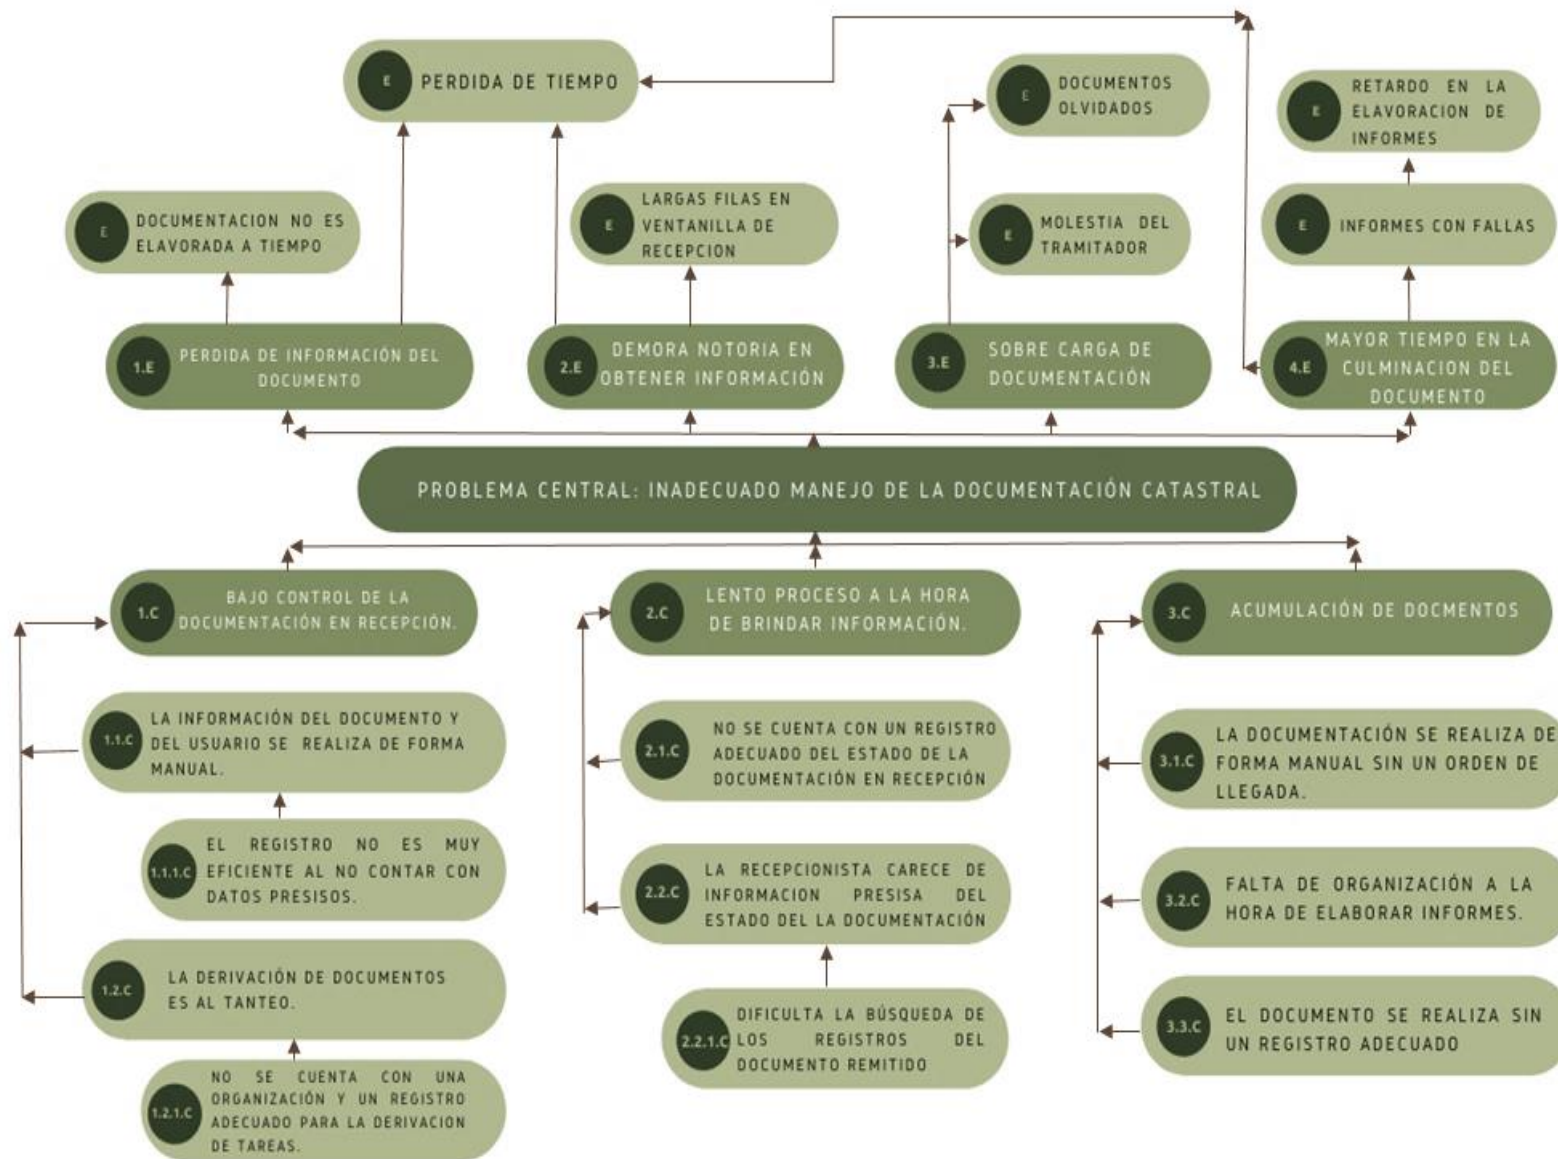 E
PERDIDA DE TIEMPO
E
DOCUMENTOS
OLVIDADOS
E
RETARDO EN LA
ELAVORACION DE
INFORMES
E
DOCUMENTACION NO ES
ELAVORADA A TIEMPO
E
LARGAS FILAS EN
VENTANILLA DE
RECEPCION
E
MOLESTIA DEL
TRAMITADOR
E
INFORMES CON FALLAS
1.E
PERDIDA DE INFORMACIÓN DEL
DOCUMENTO
2.E
DEMORA NOTORIA EN
OBTENER INFORMACIÓN
3.E
SOBRE CARGA DE
DOCUMENTACIÓN
4.E
MAYOR TIEMPO EN LA
CULMINACION DEL
DOCUMENTO
PROBLEMA CENTRAL: INADECUADO MANEJO DE LA DOCUMENTACIÓN CATASTRAL
1.C
BAJO CONTROL DE LA
DOCUMENTACIÓN EN RECEPCIÓN.
2.C
LENTO PROCESO A LA HORA
DE BRINDAR INFORMACIÓN.
3.C
ACUMULACIÓN DE DOCMENTOS
1.1.C
LA INFORMACIÓN DEL DOCUMENTO Y
DEL USUARIO SE REALIZA DE FORMA
MANUAL.
2.1.C
NO SE CUENTA CON UN REGISTRO
ADECUADO DEL ESTADO DE LA
DOCUMENTACIÓN EN RECEPCIÓN
3.1.C
LA DOCUMENTACIÓN SE REALIZA DE
FORMA MANUAL SIN UN ORDEN DE
LLEGADA.
1.1.1.C
EL REGISTRO NO ES MUY
EFICIENTE AL NO CONTAR CON
DATOS PRESISOS.
2.2.C
LA RECEPCIONISTA CARECE DE
INFORMACION PRESISA DEL
ESTADO DEL LA DOCUMENTACIÓN
3.2.C
FALTA DE ORGANIZACIÓN A LA
HORA DE ELABORAR INFORMES.
1.2.C
LA DERIVACIÓN DE DOCUMENTOS
ES AL TANTEO.
2.2.1.C
DIFICULTA LA BÚSQUEDA DE
LOS REGISTROS DEL
DOCUMENTO REMITIDO
3.3.C
EL DOCUMENTO SE REALIZA SIN
UN REGISTRO ADECUADO
1.2.1.C
NO SE CUENTA CON UNA
ORGANIZACIÓN Y UN REGISTRO
ADECUADO PARA LA DERIVACION
DE TAREAS.